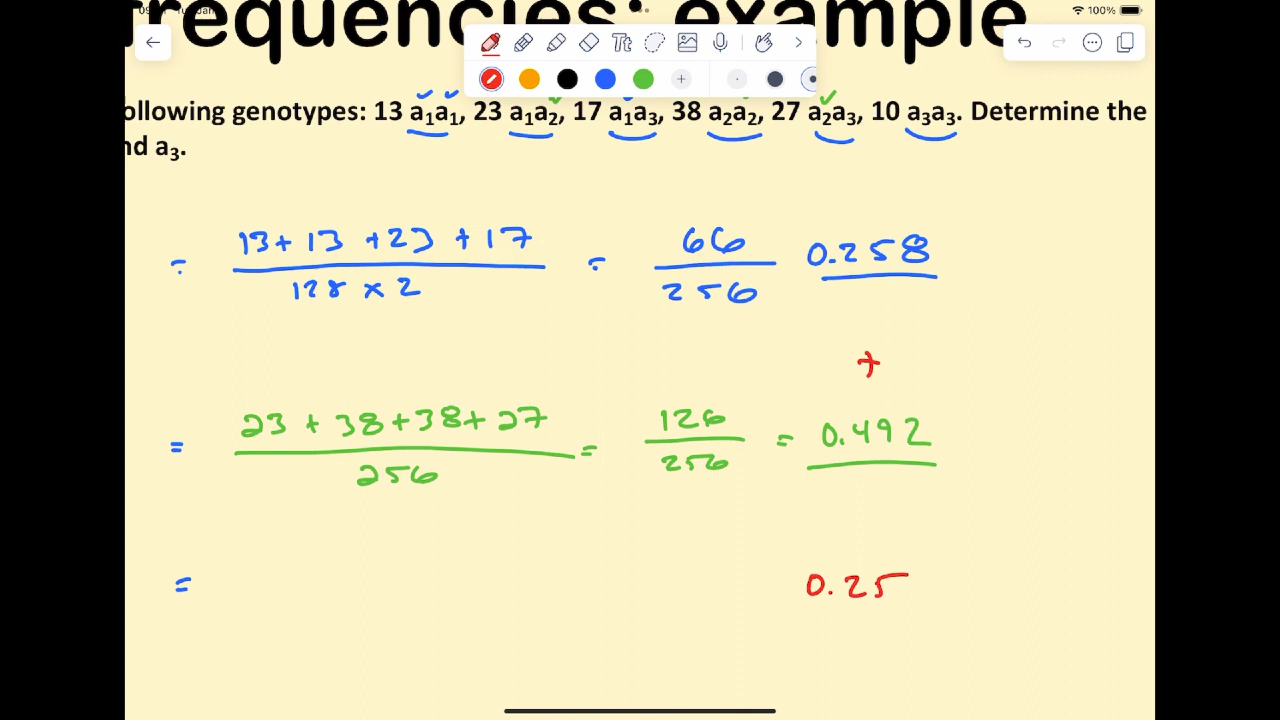 requencies: example
Tt
100%
ollowing genotypes: 13 a₁a₁, 23 a₁a₂, 17 a₁a₃, 38 a₂a₂, 27 a₂a₃, 10 a₃a₃. Determine the
nd a₃.
= 13 + 13 + 23 + 17 / 128 x 2 = 66 / 256 0.258
+
= 23 + 38 + 38 + 27 / 256 = 126 / 256 = 0.492
= 0.25